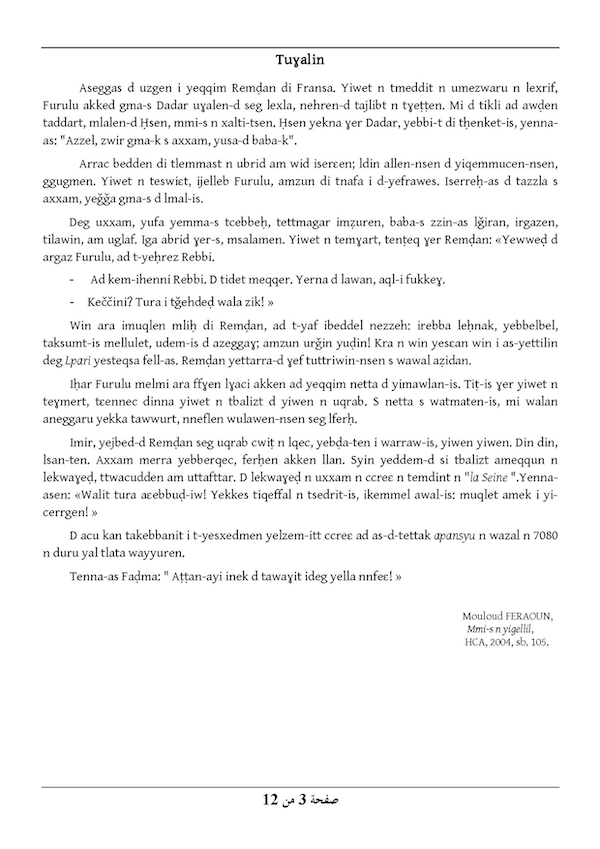 Tuɣalin
Aseggas d uzgen i yeqqim Remḍan di Fransa. Yiwet n tmeddit n umezwaru n lexrif,
Furulu akked gma-s Dadar uɣalen-d seg lexla, nehren-d tajlibt n tɣeṭṭen. Mi d tikli ad awḍen
taddart, mlalen-d Ḥsen, mmi-s n xalti-tsen. Ḥsen yekna ɣer Dadar, yebbi-t di tḥenket-is, yenna-
as: "Azzel, zwir gma-k s axxam, yusa-d baba-k".
Arrac bedden di tlemmast n ubrid am wid iserεen; ldin allen-nsen d yiqemmucen-nsen,
ggugmen. Yiwet n teswiεt, ijelleb Furulu, amzun di tnafa i d-yefrawes. Iserreḥ-as d tazzla s
axxam, yeǧǧa gma-s d lmal-is.
Deg uxxam, yufa yemma-s tcebbeḥ, tettmagar imẓuren, baba-s zzin-as lǧiran, irgazen,
tilawin, am uglaf. Iga abrid ɣer-s, msalamen. Yiwet n temɣart, tenṭeq ɣer Remḍan: «Yewweḍ d
argaz Furulu, ad t-yeḥrez Rebbi.
- Ad kem-ihenni Rebbi. D tidet meqqer. Yerna d lawan, aql-i fukkeɣ.
- Keččini? Tura i tǧehdeḍ wala zik! »
Win ara imuqlen mliḥ di Remḍan, ad t-yaf ibeddel nezzeh: irebba leḥnak, yebbelbel,
taksumt-is mellulet, udem-is d azeggaɣ; amzun urǧin yuḍin! Kra n win yesεan win i as-yettilin
deg Lpari yesteqsa fell-as. Remḍan yettarra-d ɣef tuttriwin-nsen s wawal aẓidan.
Iḥar Furulu melmi ara ffɣen lɣaci akken ad yeqqim netta d yimawlan-is. Tiṭ-is ɣer yiwet n
teɣmert, tεennec dinna yiwet n tbalizt d yiwen n uqrab. S netta s watmaten-is, mi walan
aneggaru yekka tawwurt, nneflen wulawen-nsen seg lferḥ.
Imir, yejbed-d Remḍan seg uqrab cwiṭ n lqec, yebḍa-ten i warraw-is, yiwen yiwen. Din din,
lsan-ten. Axxam merra yebberqec, ferḥen akken llan. Syin yeddem-d si tbalizt ameqqun n
lekwaɣeḍ, ttwacudden am uttafttar. D lekwaɣeḍ n uxxam n ccreε n temdint n "la Seine ".Yenna-
asen: «Walit tura aεebbuḍ-iw! Yekkes tiqeffal n tsedrit-is, ikemmel awal-is: muqlet amek i yi-
cerrgen! »
D acu kan takebbanit i t-yesxedmen yelzem-itt ccreε ad as-d-tettak apansyu n wazal n 7080
n duru yal tlata wayyuren.
Tenna-as Faḍma: " Aṭṭan-ayi inek d tawaɣit ideg yella nnfeε! »
Mouloud FERAOUN,
Mmi-s n yigellil,
HCA, 2004, sb. 105.
صفحة 3 من 12